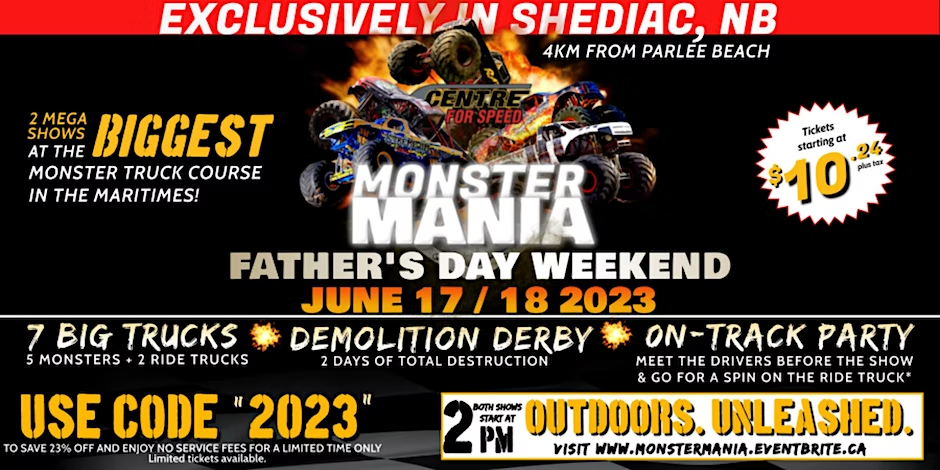 EXCLUSIVELY IN SHEDIAC, NB
4KM FROM PARLEE BEACH
CENTRE
FOR SPEED
2 MEGA
SHOWS
AT THE BIGGEST
MONSTER TRUCK COURSE
IN THE MARITIMES!
Tickets
starting at
$10.24
plus tax
MONSTER
MANIA
FATHER'S DAY WEEKEND
JUNE 17 / 18 2023
7 BIG TRUCKS
5 MONSTERS + 2 RIDE TRUCKS
DEMOLITION DERBY
2 DAYS OF TOTAL DESTRUCTION
ON-TRACK PARTY
MEET THE DRIVERS BEFORE THE SHOW
& GO FOR A SPIN ON THE RIDE TRUCK*
USE CODE "2023"
TO SAVE 23% OFF AND ENJOY NO SERVICE FEES FOR A LIMITED TIME ONLY
Limited tickets available.
BOTH SHOWS
START AT
2 PM
OUTDOORS. UNLEASHED.
VISIT WWW.MONSTERMANIA.EVENTBRITE.CA